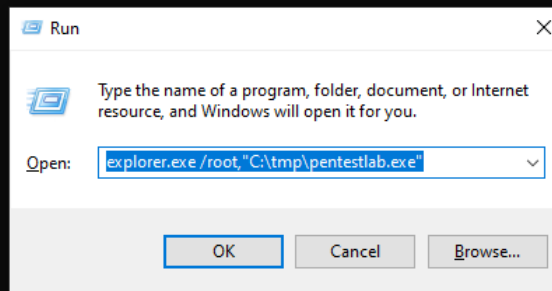 Run
Type the name of a program, folder, document, or Internet
resource, and Windows will open it for you.
Open: explorer.exe /root,"C:\tmp\pentestlab.exe"
OK Cancel Browse...